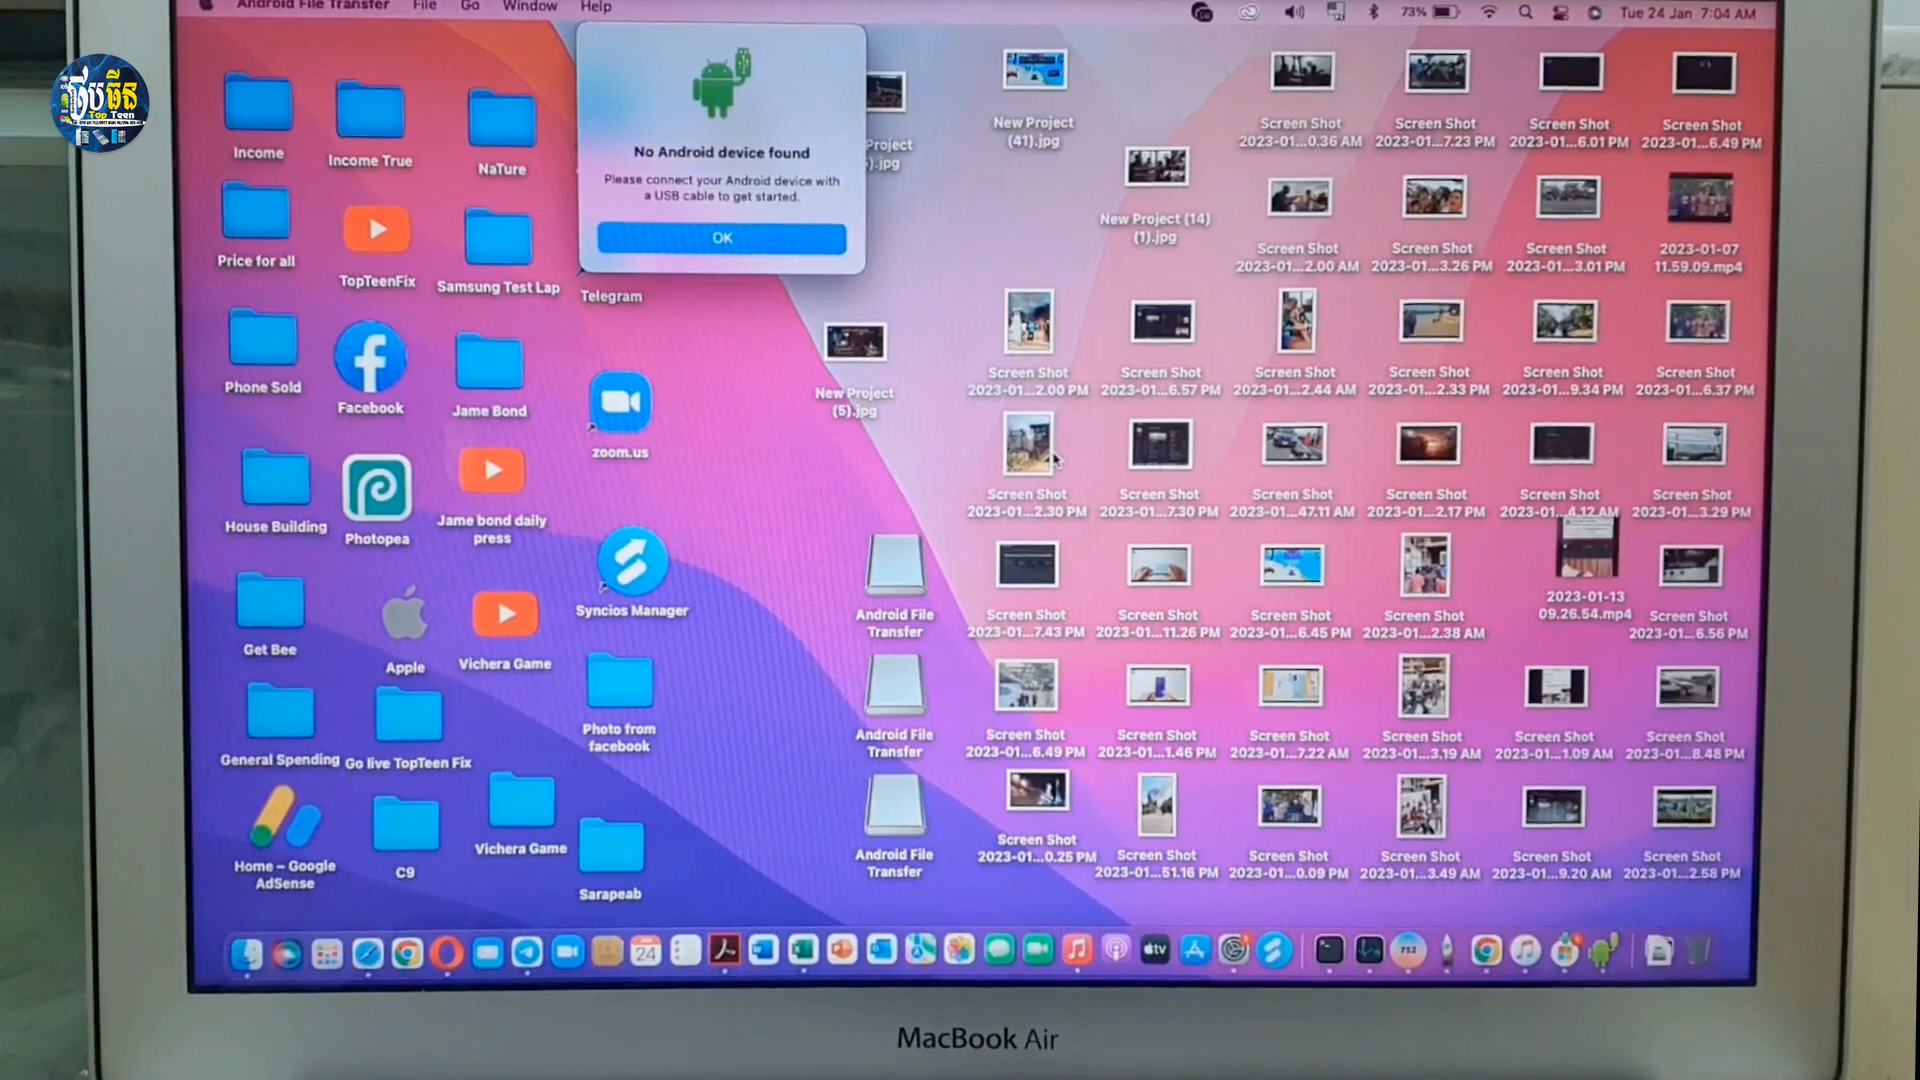 Android File Transfer File Go Window Help
73% Tue 24 Jan 7:04 AM
ថុបធីន
Top Teen
No Android device found
Please connect your Android device with
a USB cable to get started.
OK
Income
Income True
NaTure
Price for all
TopTeenFix
Samsung Test Lap
Telegram
Phone Sold
Facebook
Jame Bond
zoom.us
House Building
Photopea
Jame bond daily
press
Syncios Manager
Get Bee
Apple
Vichera Game
Photo from
facebook
General Spending
Go live TopTeen Fix
Home – Google
AdSense
C9
Vichera Game
Sarapeab
Project
).jpg
New Project
(41).jpg
New Project (14)
(1).jpg
New Project
(5).jpg
Android File
Transfer
Android File
Transfer
Android File
Transfer
Screen Shot
2023-01...0.36 AM
Screen Shot
2023-01...7.23 PM
Screen Shot
2023-01...6.01 PM
Screen Shot
2023-01...6.49 PM
Screen Shot
2023-01...2.00 AM
Screen Shot
2023-01...3.26 PM
Screen Shot
2023-01...3.01 PM
2023-01-07
11.59.09.mp4
Screen Shot
2023-01...2.00 PM
Screen Shot
2023-01...6.57 PM
Screen Shot
2023-01...2.44 AM
Screen Shot
2023-01...2.33 PM
Screen Shot
2023-01...9.34 PM
Screen Shot
2023-01...6.37 PM
Screen Shot
2023-01...2.30 PM
Screen Shot
2023-01...7.30 PM
Screen Shot
2023-01...47.11 AM
Screen Shot
2023-01...2.17 PM
Screen Shot
2023-01...4.12 AM
Screen Shot
2023-01...3.29 PM
Screen Shot
2023-01...7.43 PM
Screen Shot
2023-01...11.26 PM
Screen Shot
2023-01...6.45 PM
Screen Shot
2023-01...2.38 AM
2023-01-13
09.26.54.mp4
Screen Shot
2023-01...6.56 PM
Screen Shot
2023-01...6.49 PM
Screen Shot
2023-01...1.46 PM
Screen Shot
2023-01...7.22 AM
Screen Shot
2023-01...3.19 AM
Screen Shot
2023-01...1.09 AM
Screen Shot
2023-01...8.48 PM
Screen Shot
2023-01...0.25 PM
Screen Shot
2023-01...51.16 PM
Screen Shot
2023-01...0.09 PM
Screen Shot
2023-01...3.49 AM
Screen Shot
2023-01...9.20 AM
Screen Shot
2023-01...2.58 PM
24
tv
752
MacBook Air